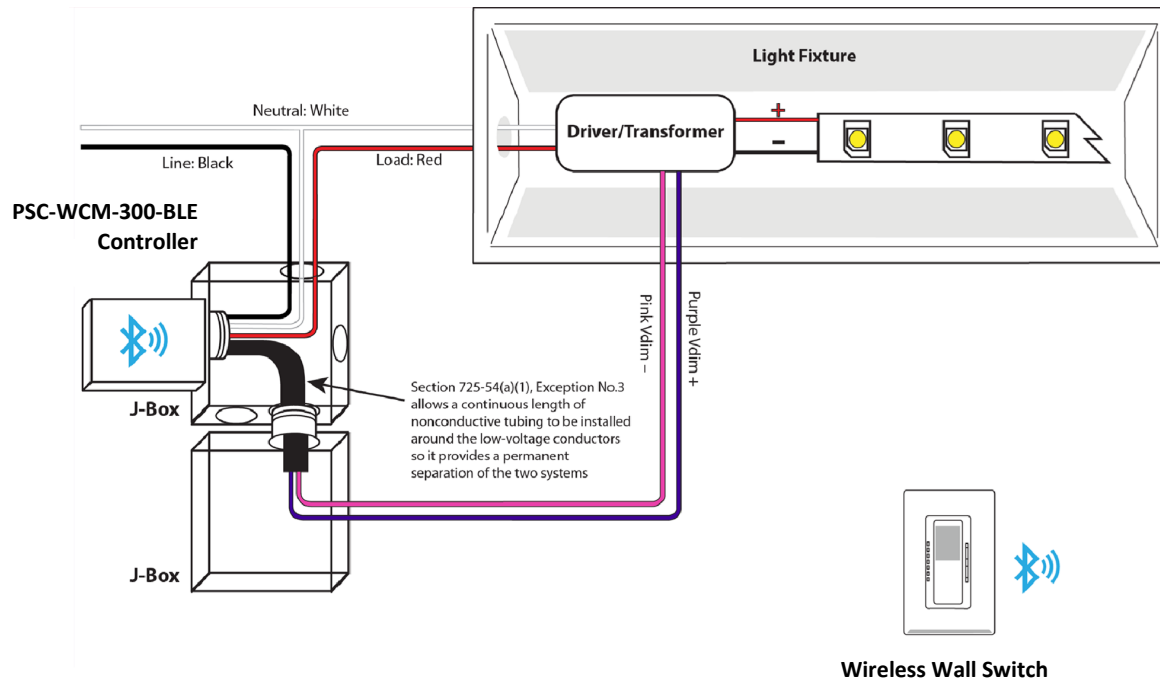 Light Fixture
Neutral: White
Driver/Transformer
+
-
Line: Black
Load: Red
PSC-WCM-300-BLE
Controller
Pink Vdim –
Purple Vdim +
J-Box
Section 725-54(a)(1), Exception No.3
allows a continuous length of
nonconductive tubing to be installed
around the low-voltage conductors
so it provides a permanent
separation of the two systems
J-Box
Wireless Wall Switch